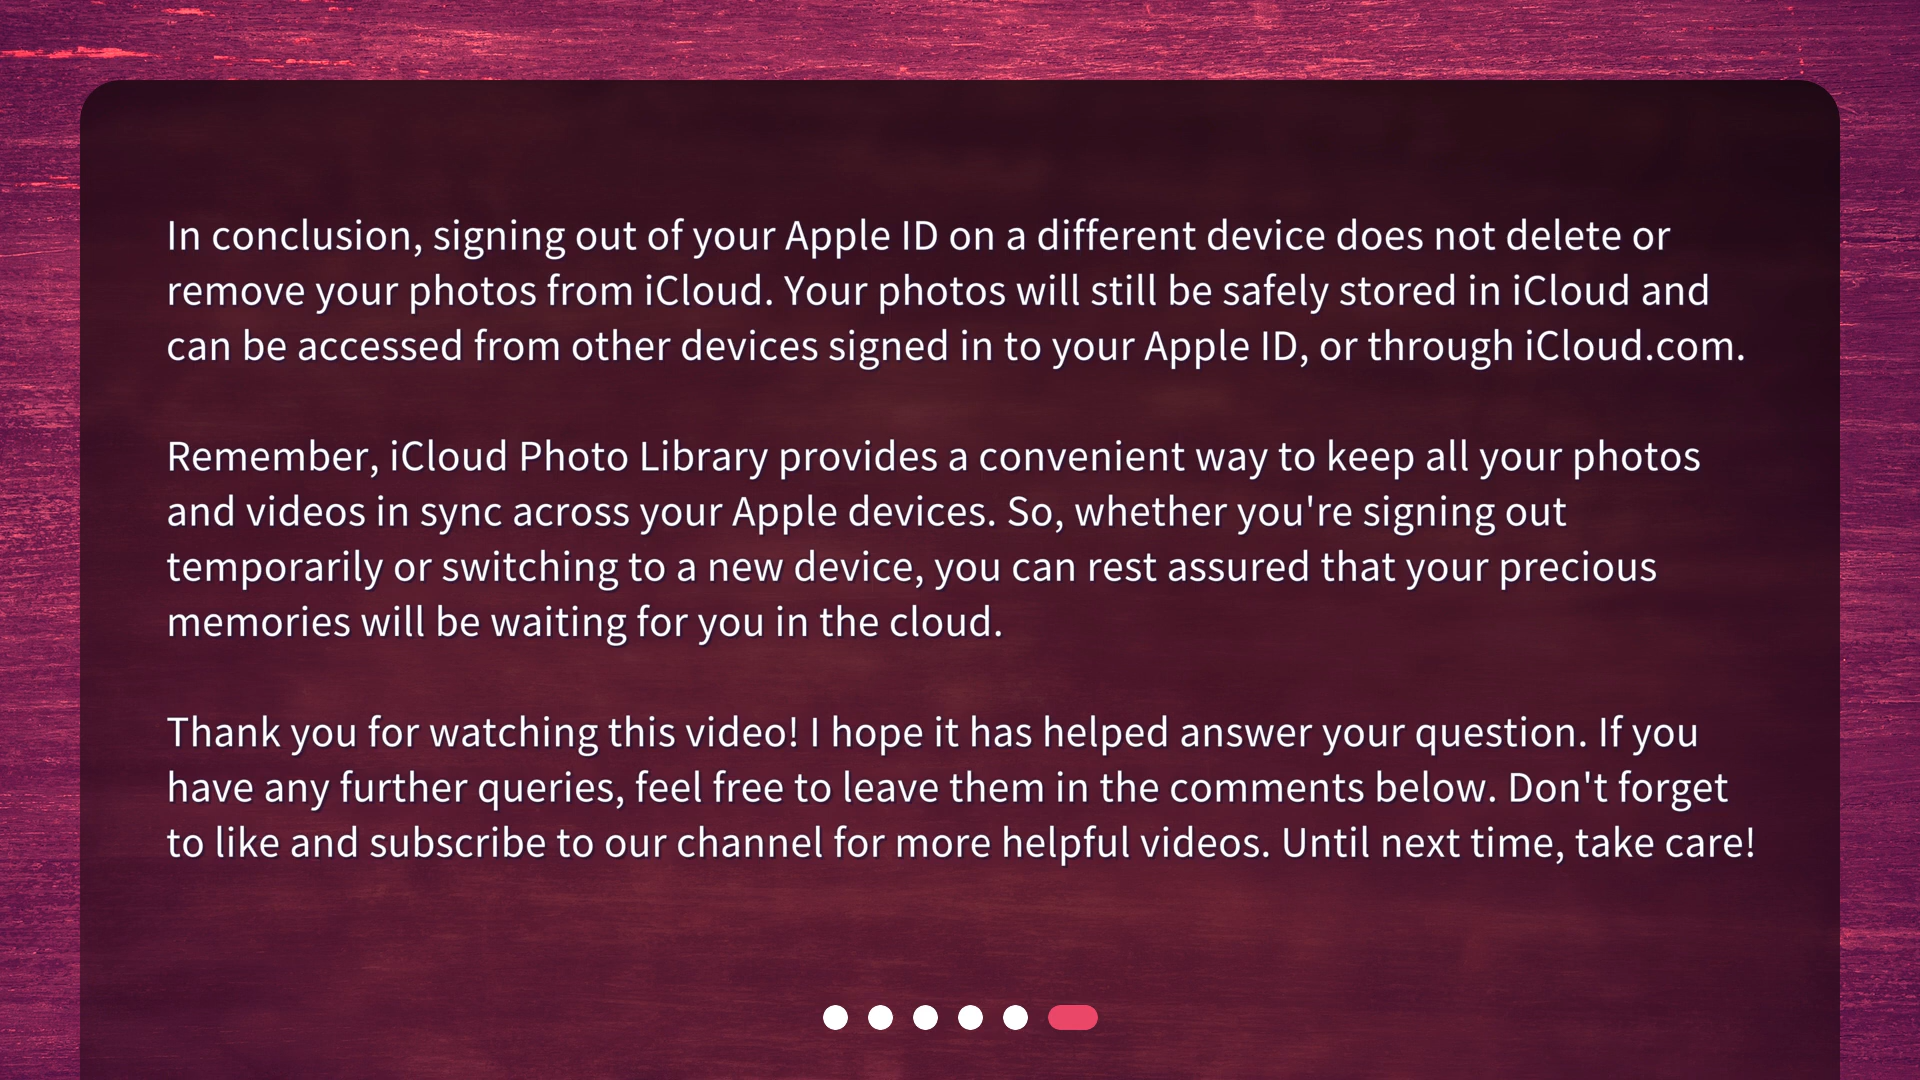 In conclusion, signing out of your Apple ID on a different device does not delete or
remove your photos from iCloud. Your photos will still be safely stored in iCloud and
can be accessed from other devices signed in to your Apple ID, or through iCloud.com.
Remember, iCloud Photo Library provides a convenient way to keep all your photos
and videos in sync across your Apple devices. So, whether you're signing out
temporarily or switching to a new device, you can rest assured that your precious
memories will be waiting for you in the cloud.
Thank you for watching this video! I hope it has helped answer your question. If you
have any further queries, feel free to leave them in the comments below. Don't forget
to like and subscribe to our channel for more helpful videos. Until next time, take care!